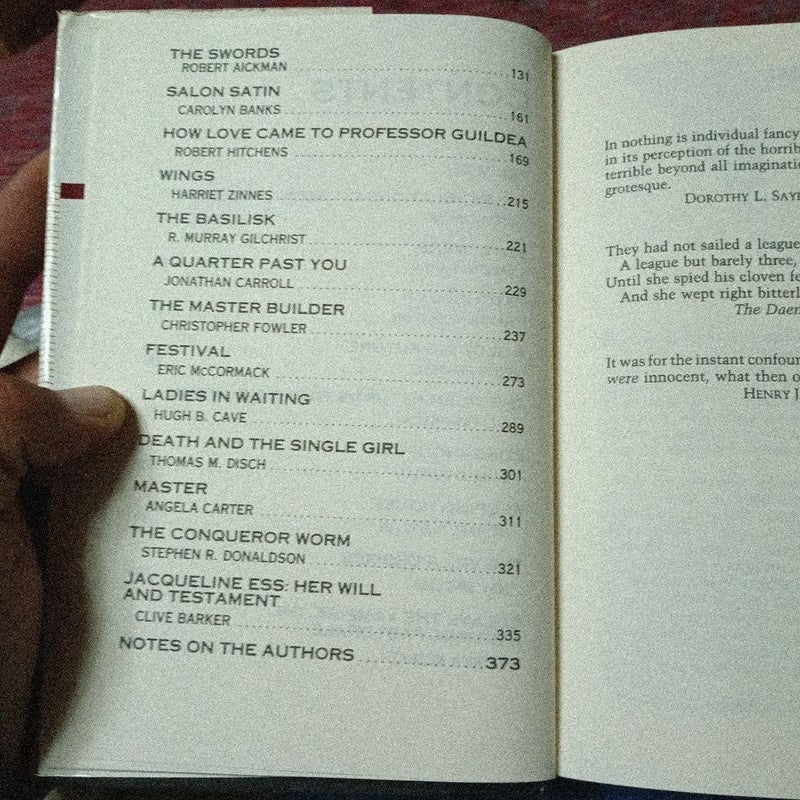 THE SWORDS
ROBERT AICKMAN 131
SALON SATIN
CAROLYN BANKS 161
HOW LOVE CAME TO PROFESSOR GUILDEA
ROBERT HITCHENS 169
WINGS
HARRIET ZINNES 215
THE BASILISK
R. MURRAY GILCHRIST 221
A QUARTER PAST YOU
JONATHAN CARROLL 229
THE MASTER BUILDER
CHRISTOPHER FOWLER 237
FESTIVAL
ERIC McCORMACK 273
LADIES IN WAITING
HUGH B. CAVE 289
DEATH AND THE SINGLE GIRL
THOMAS M. DISCH 301
MASTER
ANGELA CARTER 311
THE CONQUEROR WORM
STEPHEN R. DONALDSON 321
JACQUELINE ESS: HER WILL
AND TESTAMENT
CLIVE BARKER 335
NOTES ON THE AUTHORS 373
In nothing is individual fancy
in its perception of the horrib
terrible beyond all imaginatio
grotesque.
DOROTHY L. SAYE
They had not sailed a league
A league but barely three,
Until she spied his cloven fe
And she wept right bitterl
The Daem
It was for the instant confou
were innocent, what then o
HENRY J